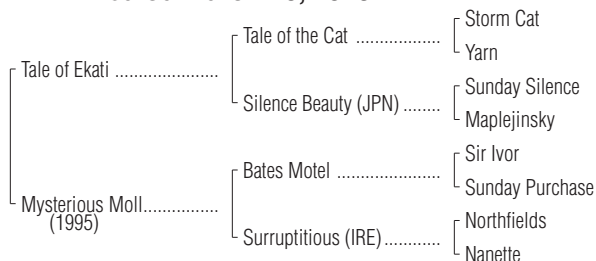 Storm Cat
Tale of the Cat ..................
Yarn
Tale of Ekati ......................
Sunday Silence
Silence Beauty (JPN) ........
Maplejinsky
Sir Ivor
Bates Motel ......................
Sunday Purchase
Mysterious Moll................
(1995)
Northfields
Surruptitious (IRE)............
Nanette